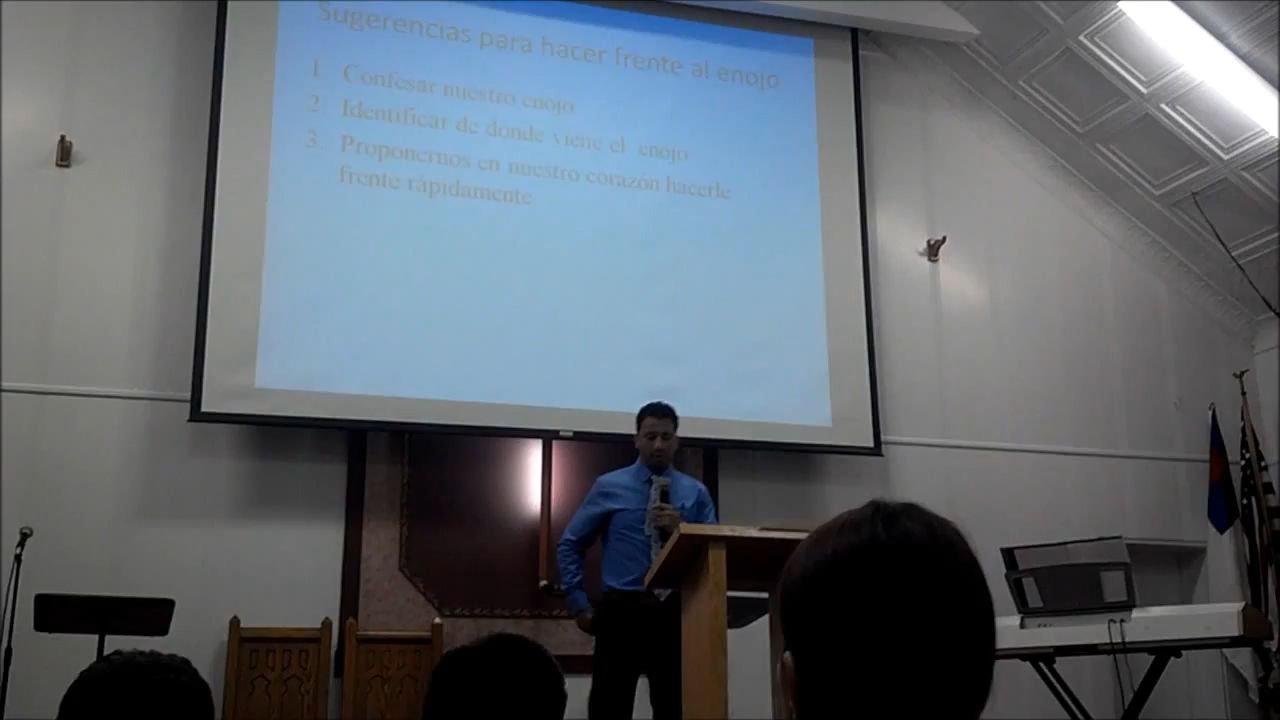 Sugerencias para hacer frente al enojo
1 Confesar nuestro enojo
2 Identificar de donde viene el enojo
3 Proponernos en nuestro corazón hacerle
frente rápidamente